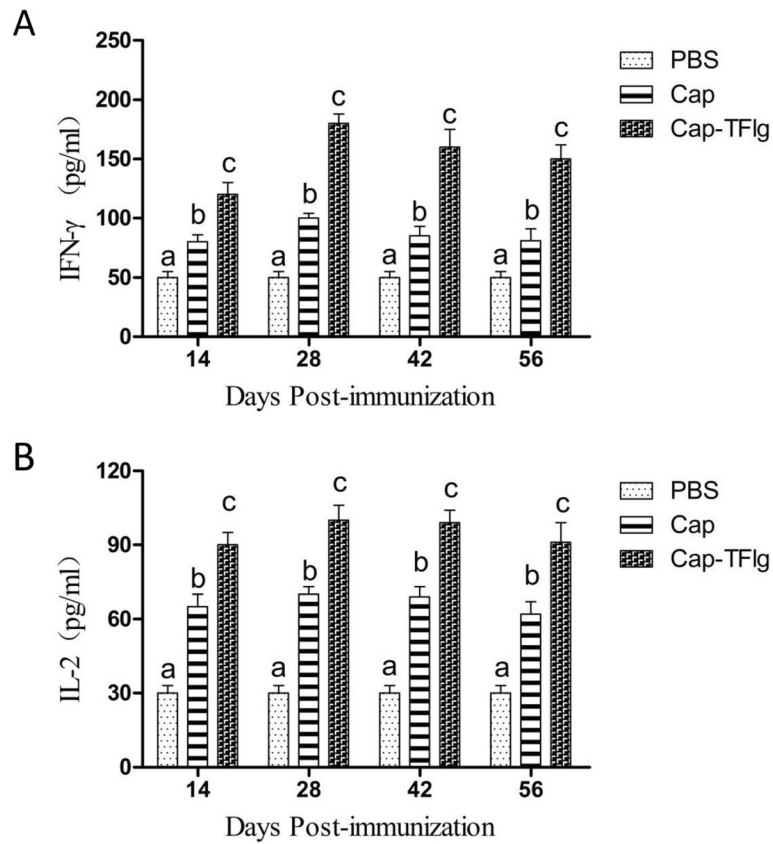 A
250
200
150
100
50
0
IFN-γ (pg/ml)
a b c
a b c
a b c
a b c
14 28 42 56
Days Post-immunization
PBS
Cap
Cap-TFlg
B
120
90
60
30
0
IL-2 (pg/ml)
a b c
a b c
a b c
a b c
14 28 42 56
Days Post-immunization
PBS
Cap
Cap-TFlg